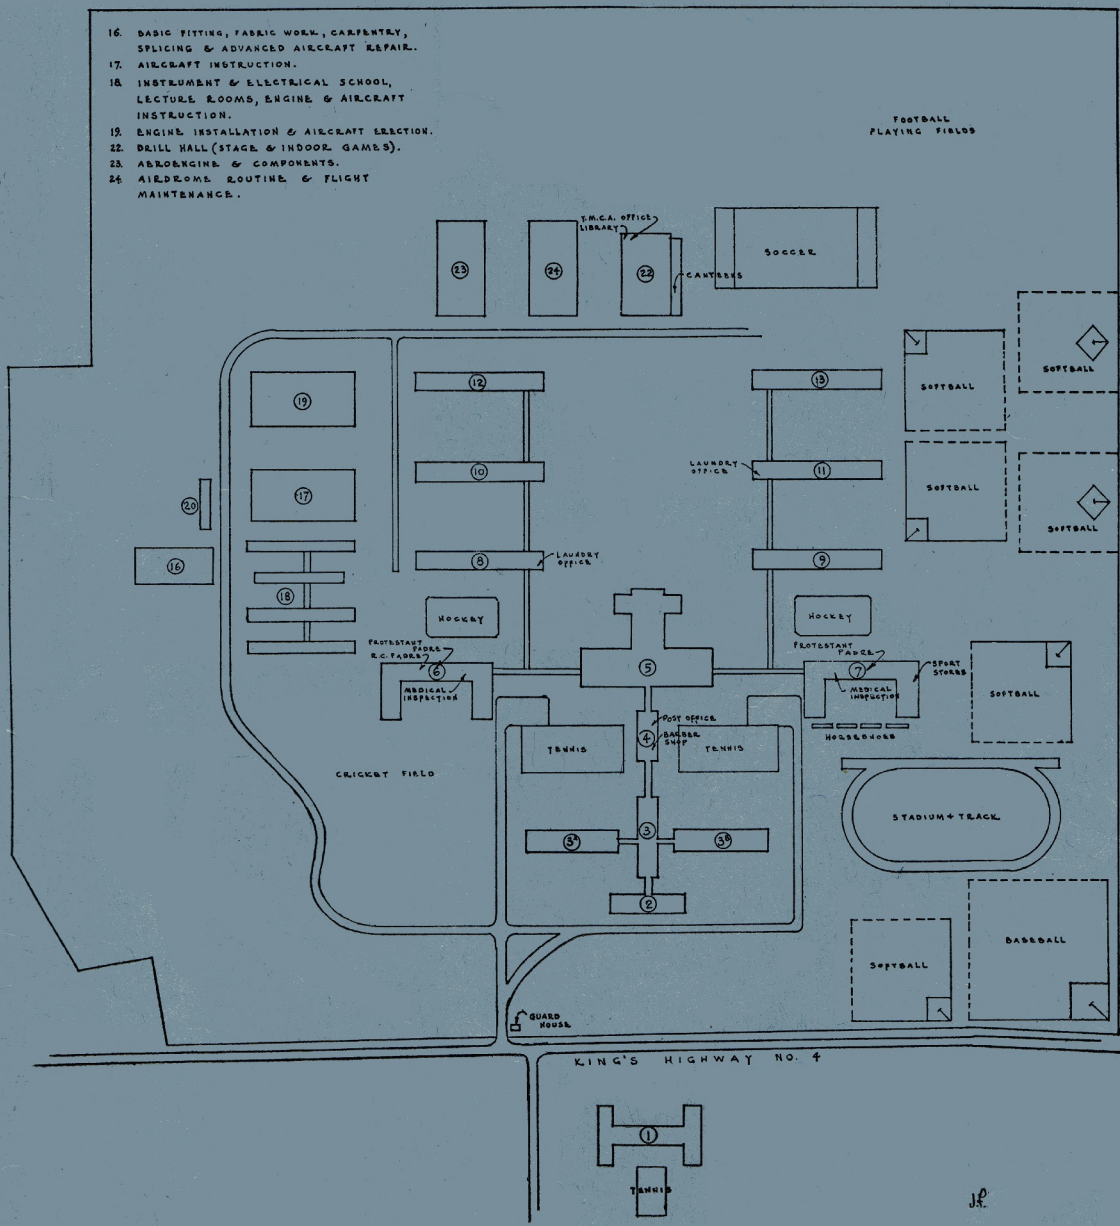 16. BASIC FITTING, FABRIC WORK, CARPENTRY,
SPLICING & ADVANCED AIRCRAFT REPAIR.
17. AIRCRAFT INSTRUCTION.
18. INSTRUMENT & ELECTRICAL SCHOOL,
LECTURE ROOMS, ENGINE & AIRCRAFT
INSTRUCTION.
19. ENGINE INSTALLATION & AIRCRAFT ERECTION.
22. DRILL HALL (STAGE & INDOOR GAMES).
23. AEROENGINE & COMPONENTS.
24. AIRDROME ROUTINE & FLIGHT
MAINTENANCE.
FOOTBALL
PLAYING FIELDS
Y.M.C.A. OFFICE
LIBRARY
SOCCER
23
24
22
CANTEENS
SOFTBALL
12
13
SOFTBALL
19
LAUNDRY
OFFICE
10
11
SOFTBALL
17
20
SOFTBALL
8
LAUNDRY
OFFICE
9
16
18
HOCKEY
HOCKEY
PROTESTANT
PADRE
R.C. PADRE
6
MEDICAL
INSPECTION
5
PROTESTANT
PADRE
7
MEDICAL
INSPECTION
SPORT
STORES
SOFTBALL
POST OFFICE
4
BARBER
SHOP
HORSESHOES
TENNIS
TENNIS
CRICKET FIELD
STADIUM & TRACK
3A
3
3B
2
BASEBALL
SOFTBALL
GUARD
HOUSE
KING'S HIGHWAY NO. 4
1
TENNIS